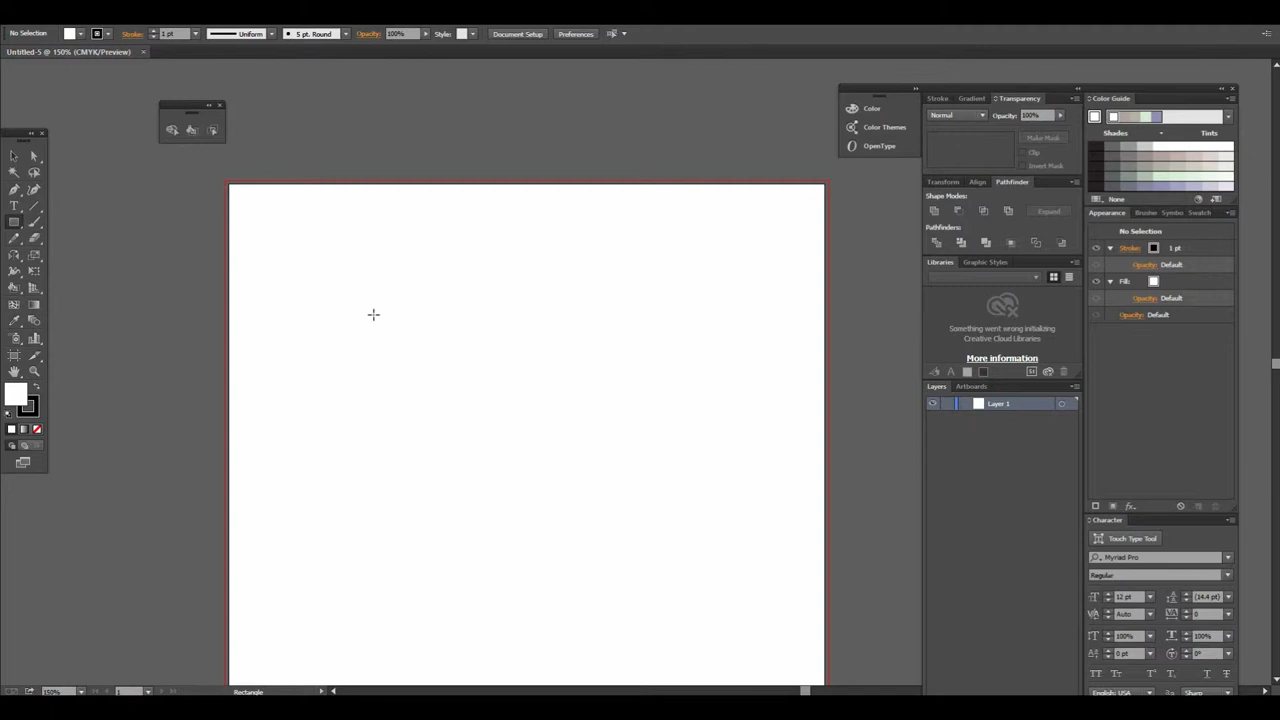 No Selection Stroke: 1 pt Uniform 5 pt. Round Opacity: 100% Style: Document Setup Preferences
Untitled-5 @ 150% (CMYK/Preview)
Color
Color Themes
OpenType
Stroke Gradient Transparency
Normal Opacity: 100%
Make Mask
Clip
Invert Mask
Transform Align Pathfinder
Shape Modes:
Expand
Pathfinders:
Libraries Graphic Styles
Something went wrong initializing
Creative Cloud Libraries
More information
Layers Artboards
Layer 1
Color Guide
Shades Tints
None
Appearance Brushe Symbo Swatch
No Selection
Stroke: 1 pt
Opacity: Default
Fill:
Opacity: Default
Opacity: Default
Character
Touch Type Tool
Myriad Pro
Regular
12 pt (14.4 pt)
Auto 0
100% 100%
0 pt 0°
English: USA Sharp
150% 1 Rectangle